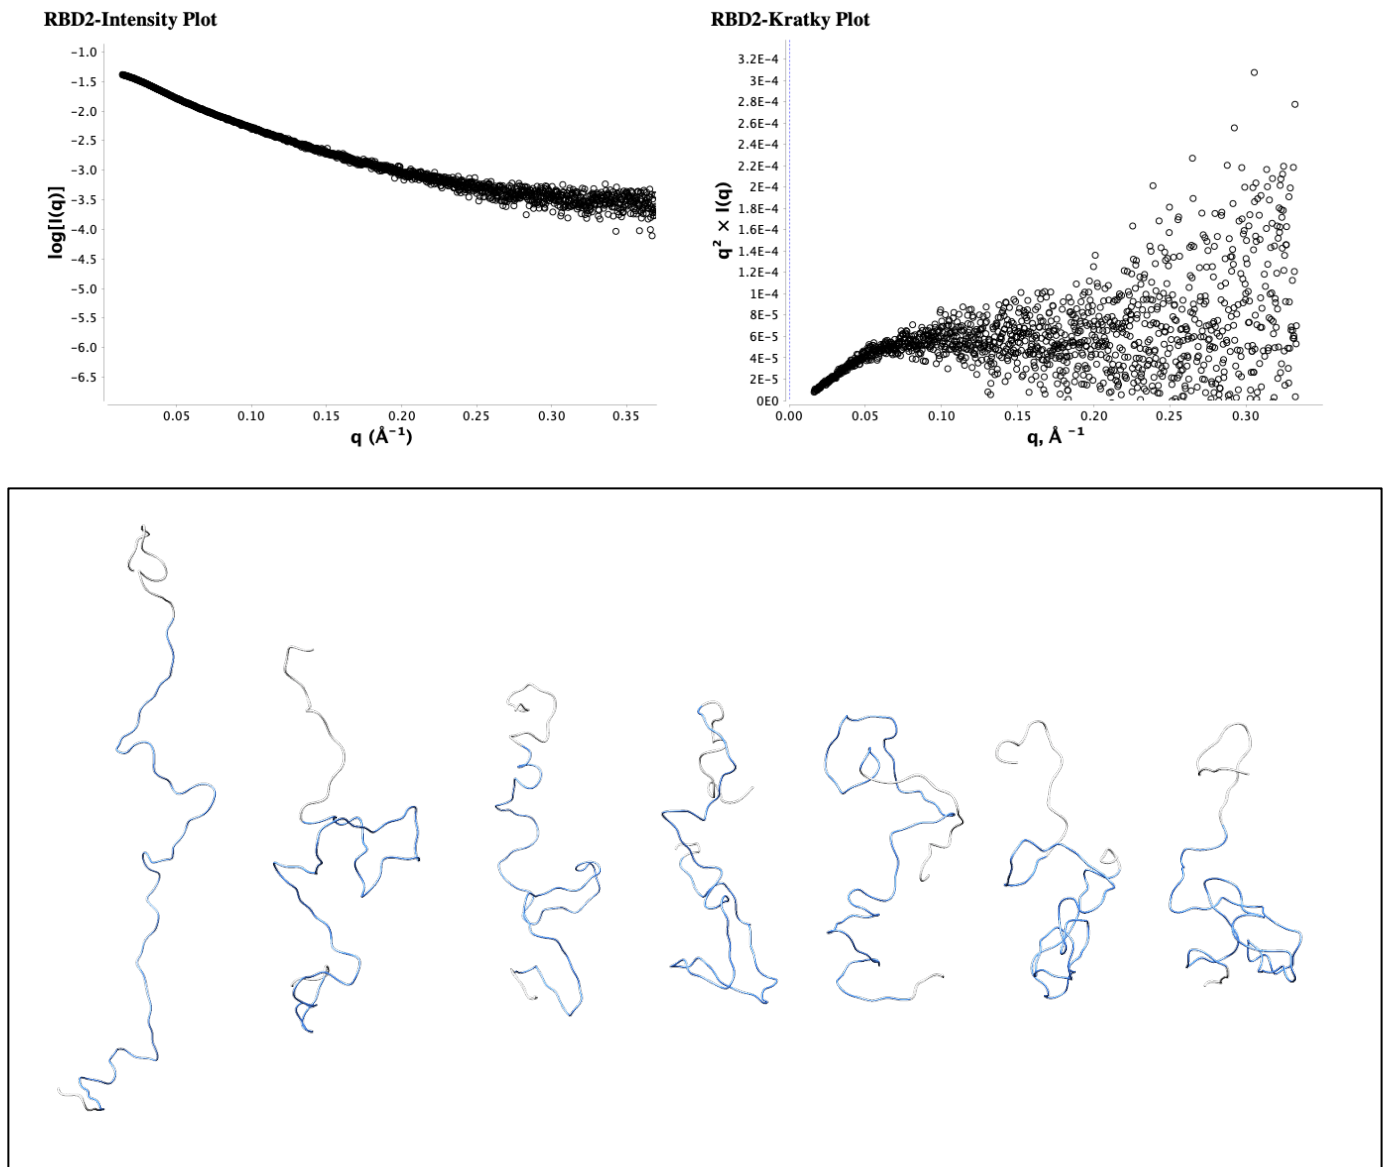 RBD2-Intensity Plot
−1.0
−1.5
−2.0
−2.5
−3.0
−3.5
−4.0
−4.5
−5.0
−5.5
−6.0
−6.5
log[I(q)]
0.05 0.10 0.15 0.20 0.25 0.30 0.35
q (Å⁻¹)
RBD2-Kratky Plot
3.2E-4
3E-4
2.8E-4
2.6E-4
2.4E-4
2.2E-4
2E-4
1.8E-4
1.6E-4
1.4E-4
1.2E-4
1E-4
8E-5
6E-5
4E-5
2E-5
0E0
q² × I(q)
0.00 0.05 0.10 0.15 0.20 0.25 0.30
q, Å ⁻¹